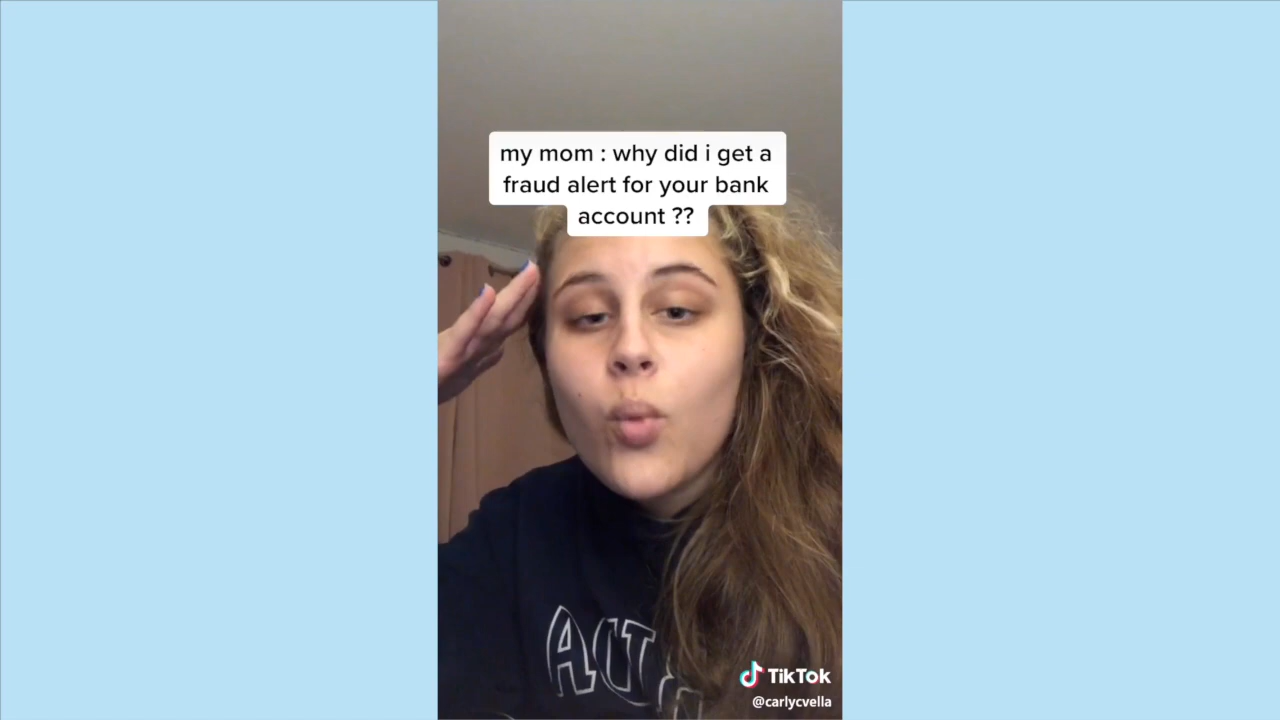 my mom : why did i get a
fraud alert for your bank
account ??
TikTok
@carlycvella